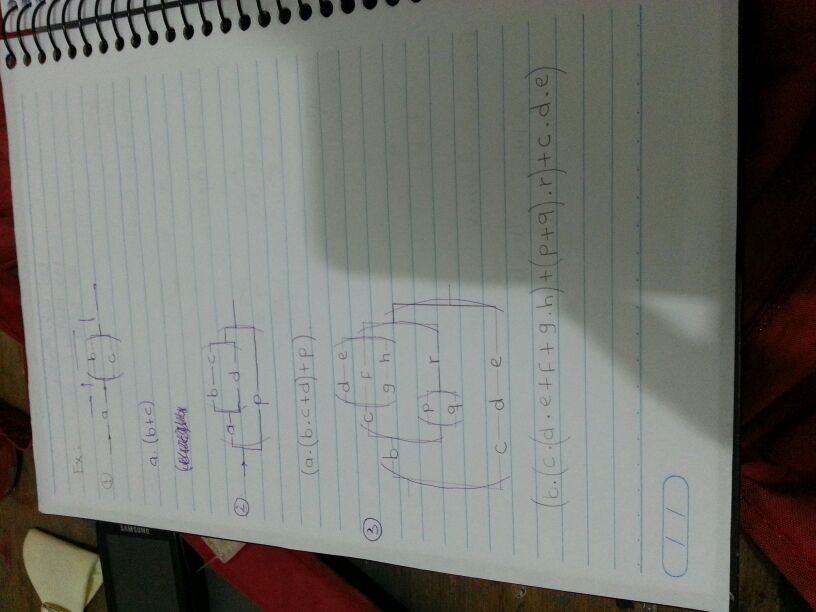 Ex:
① a b c
a.(b+c)
② a b c
d
p
(a.(b.c+d)+p)
③ b c d e
f
g h
p
q r
c d e
(b.(c.(d.e+f+g.h)+(p+q).r)+c.d.e)
/ /
SAMSUNG